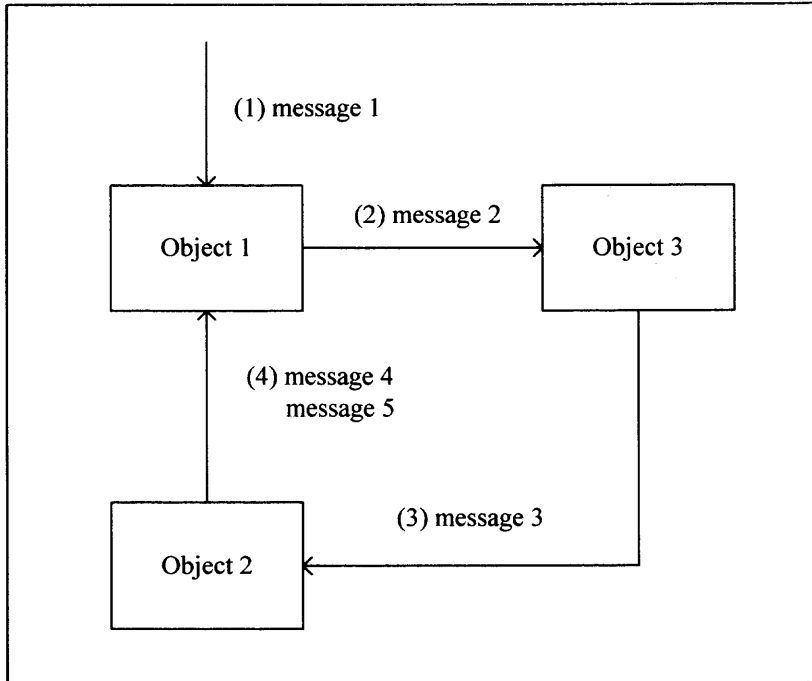 (1) message 1
(2) message 2
Object 1
Object 3
(4) message 4
message 5
(3) message 3
Object 2